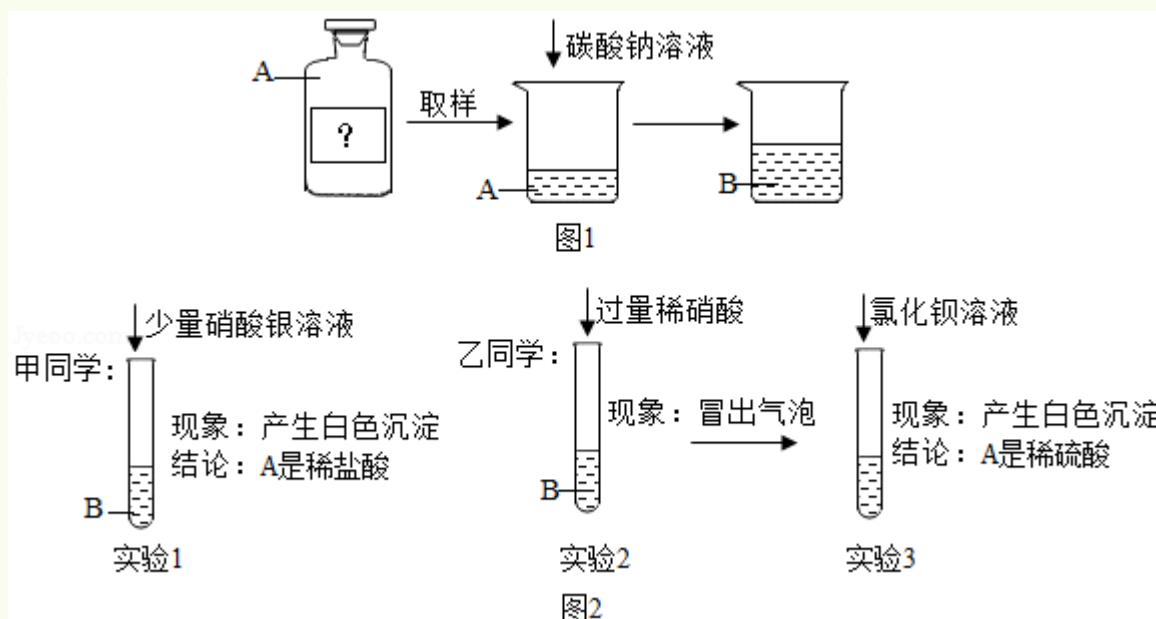 碳酸钠溶液
A
?
取样
A
B
图1
少量硝酸银溶液
甲同学：
现象：产生白色沉淀
结论：A是稀盐酸
B
实验1
过量稀硝酸
乙同学：
现象：冒出气泡
B
实验2
氯化钡溶液
现象：产生白色沉淀
结论：A是稀硫酸
实验3
图2
Jyeoo.com